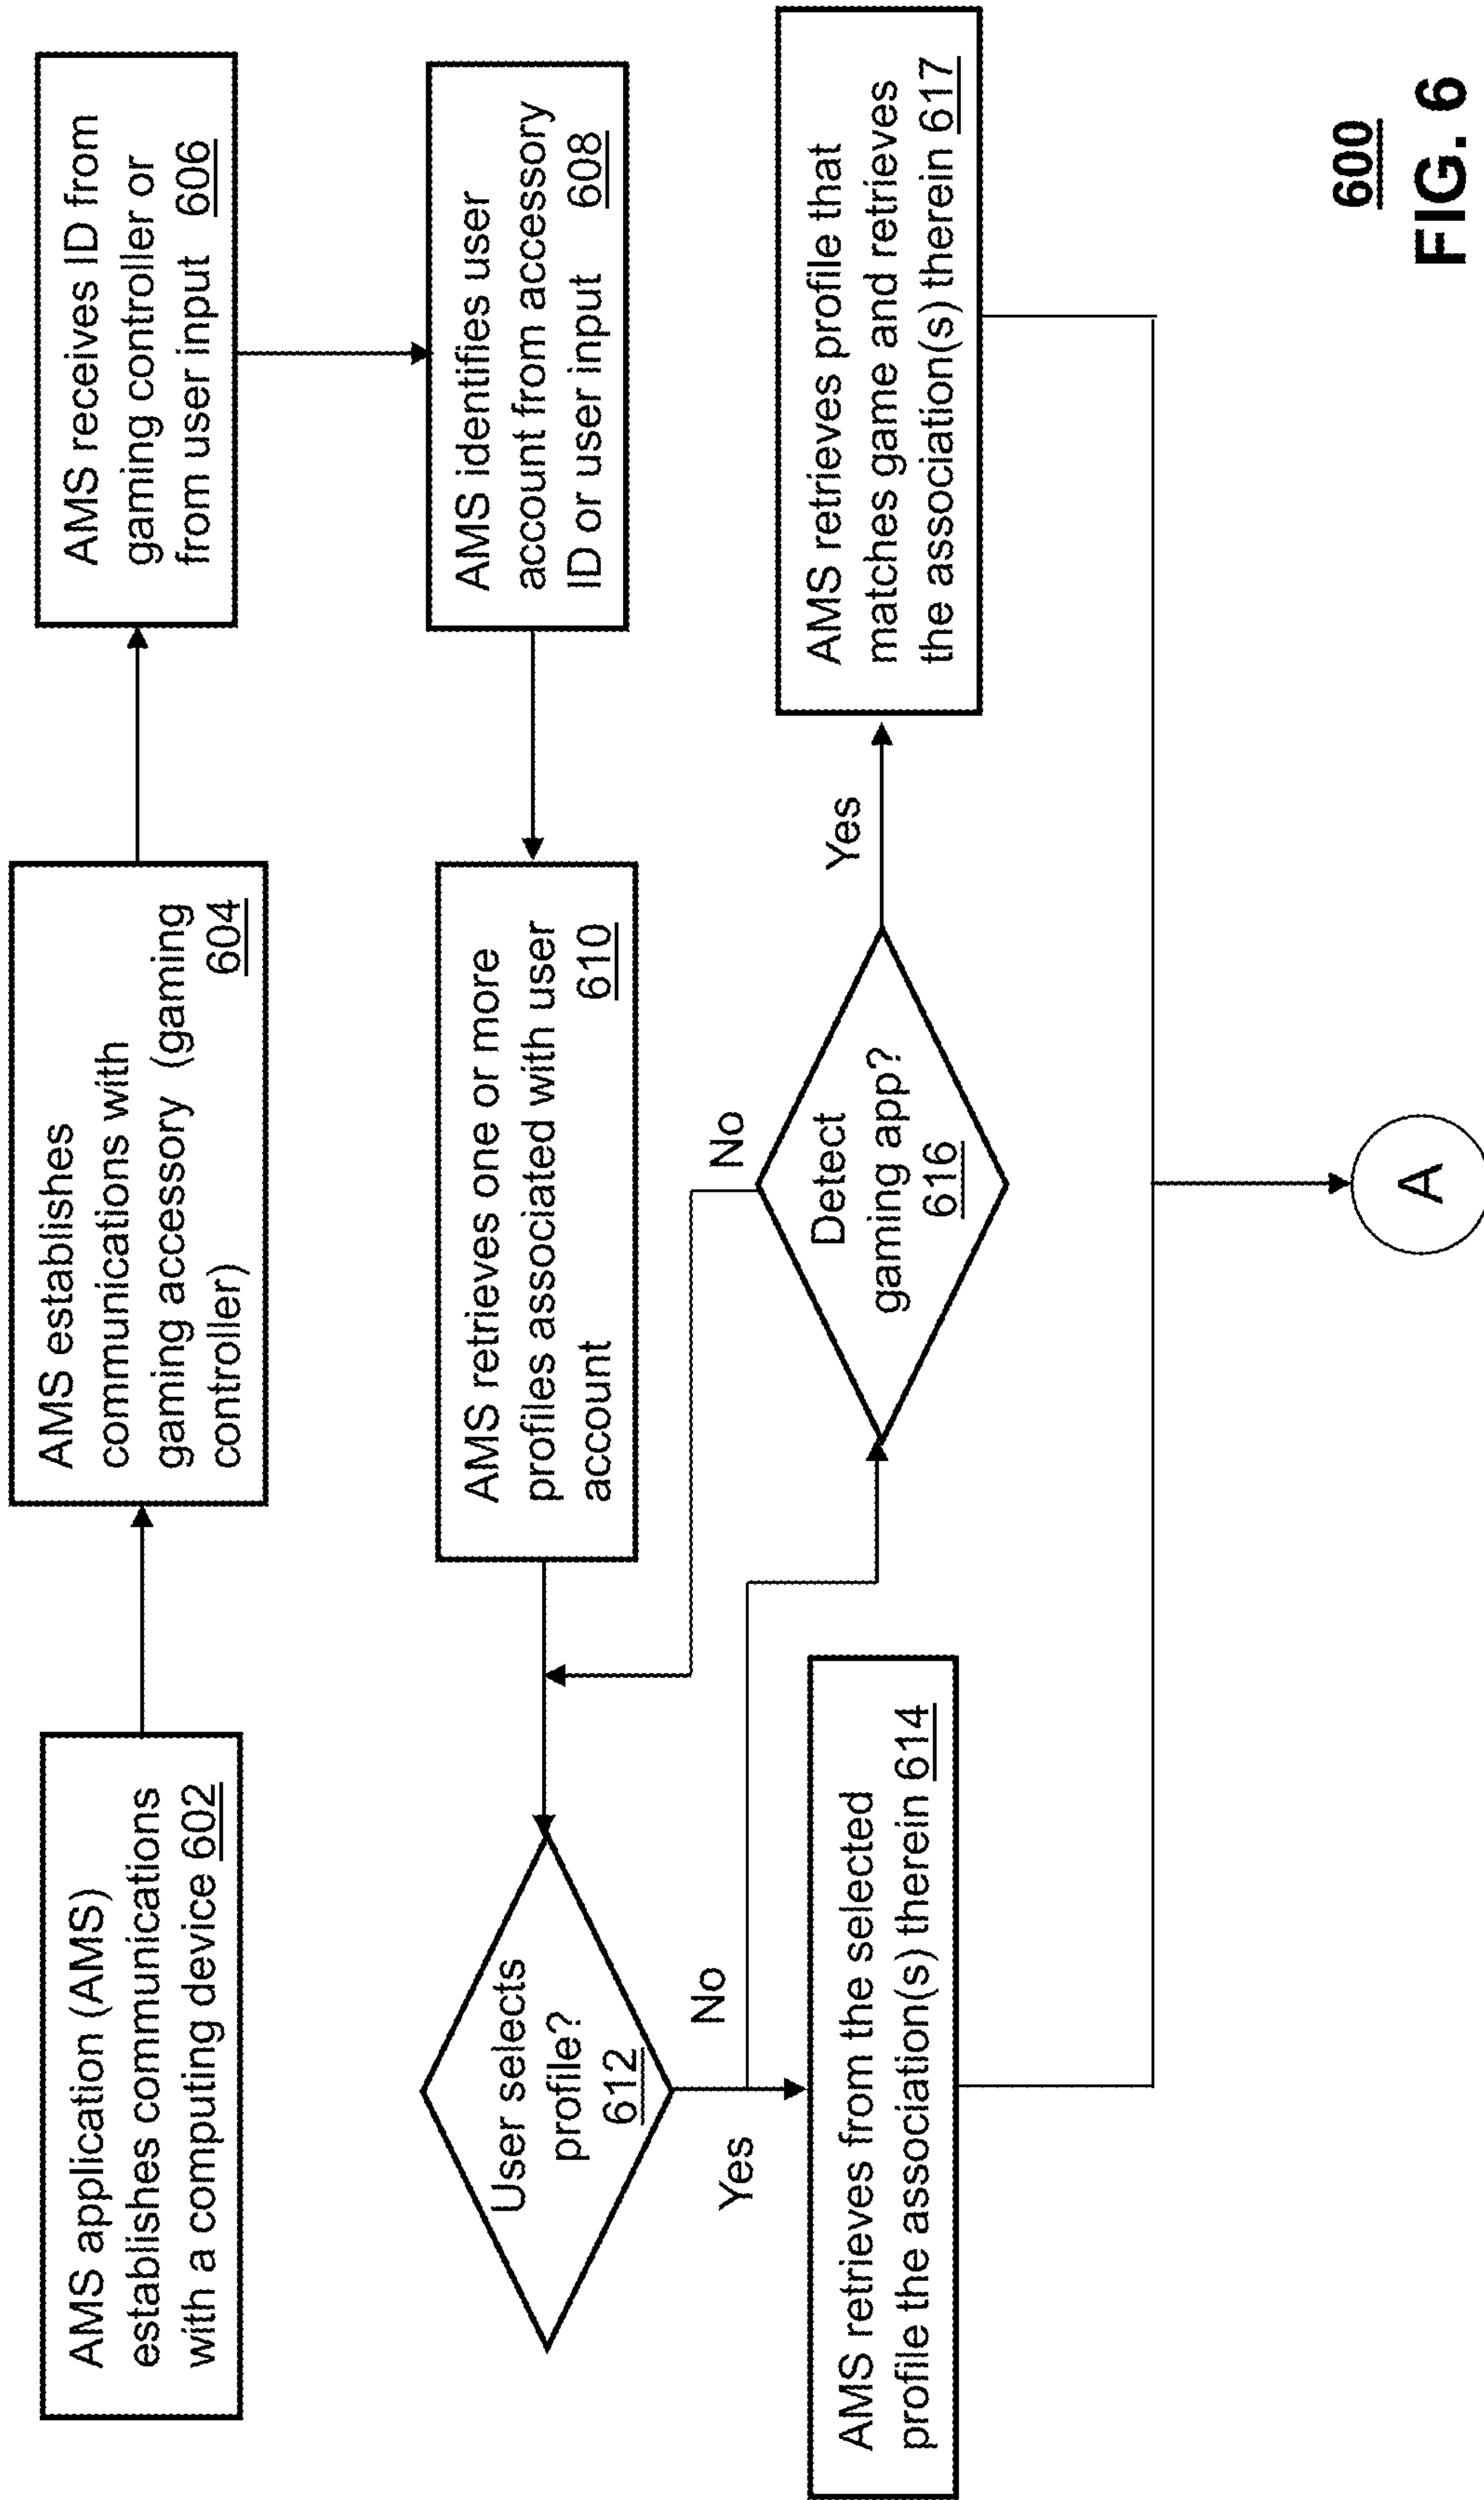 AMS application (AMS)
establishes communications
with a computing device 602
AMS establishes
communications with
gaming accessory (gaming
controller) 604
AMS receives ID from
gaming controller or
from user input 606
AMS identifies user
account from accessory
ID or user input 608
AMS retrieves one or more
profiles associated with user
account 610
User selects
profile?
612
No
Yes
AMS retrieves from the selected
profile the association(s) therein 614
Detect
gaming app?
616
No
Yes
AMS retrieves profile that
matches game and retrieves
the association(s) therein 617
A
600
FIG. 6